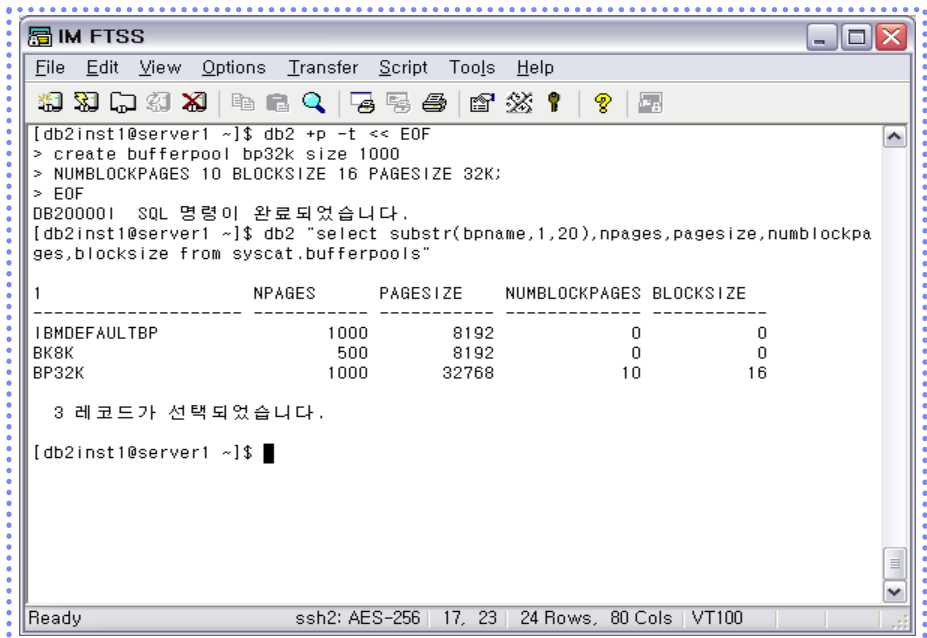 IM FTSS
File Edit View Options Transfer Script Tools Help
[db2inst1@server1 ~]$ db2 +p -t << EOF
> create bufferpool bp32k size 1000
> NUMBLOCKPAGES 10 BLOCKSIZE 16 PAGESIZE 32K;
> EOF
DB20000I SQL 명령이 완료되었습니다.
[db2inst1@server1 ~]$ db2 "select substr(bpname,1,20),npages,pagesize,numblockpa
ges,blocksize from syscat.bufferpools"
1 NPAGES PAGESIZE NUMBLOCKPAGES BLOCKSIZE
-------------------- ----------- ----------- ------------- -----------
IBMDEFAULTBP 1000 8192 0 0
BK8K 500 8192 0 0
BP32K 1000 32768 10 16
3 레코드가 선택되었습니다.
[db2inst1@server1 ~]$
Ready ssh2: AES-256 17, 23 24 Rows, 80 Cols VT100